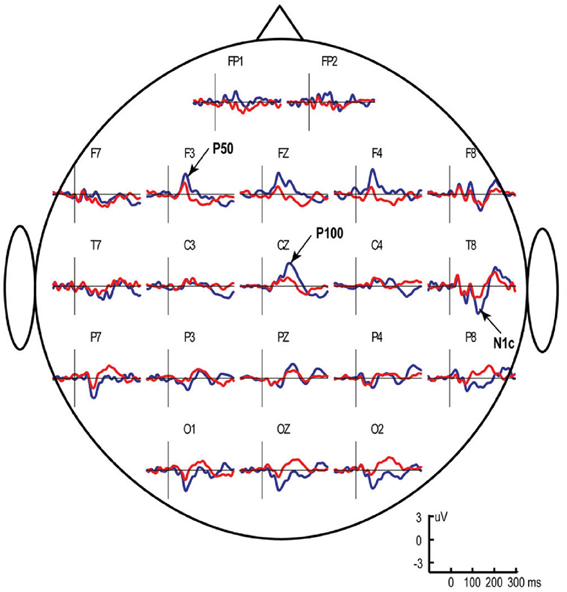 FP1 FP2
P50
F7 F3 FZ F4 F8
P100
T7 C3 CZ C4 T8
N1c
P7 P3 PZ P4 P8
O1 OZ O2
3 uV
0
-3
0 100 200 300 ms